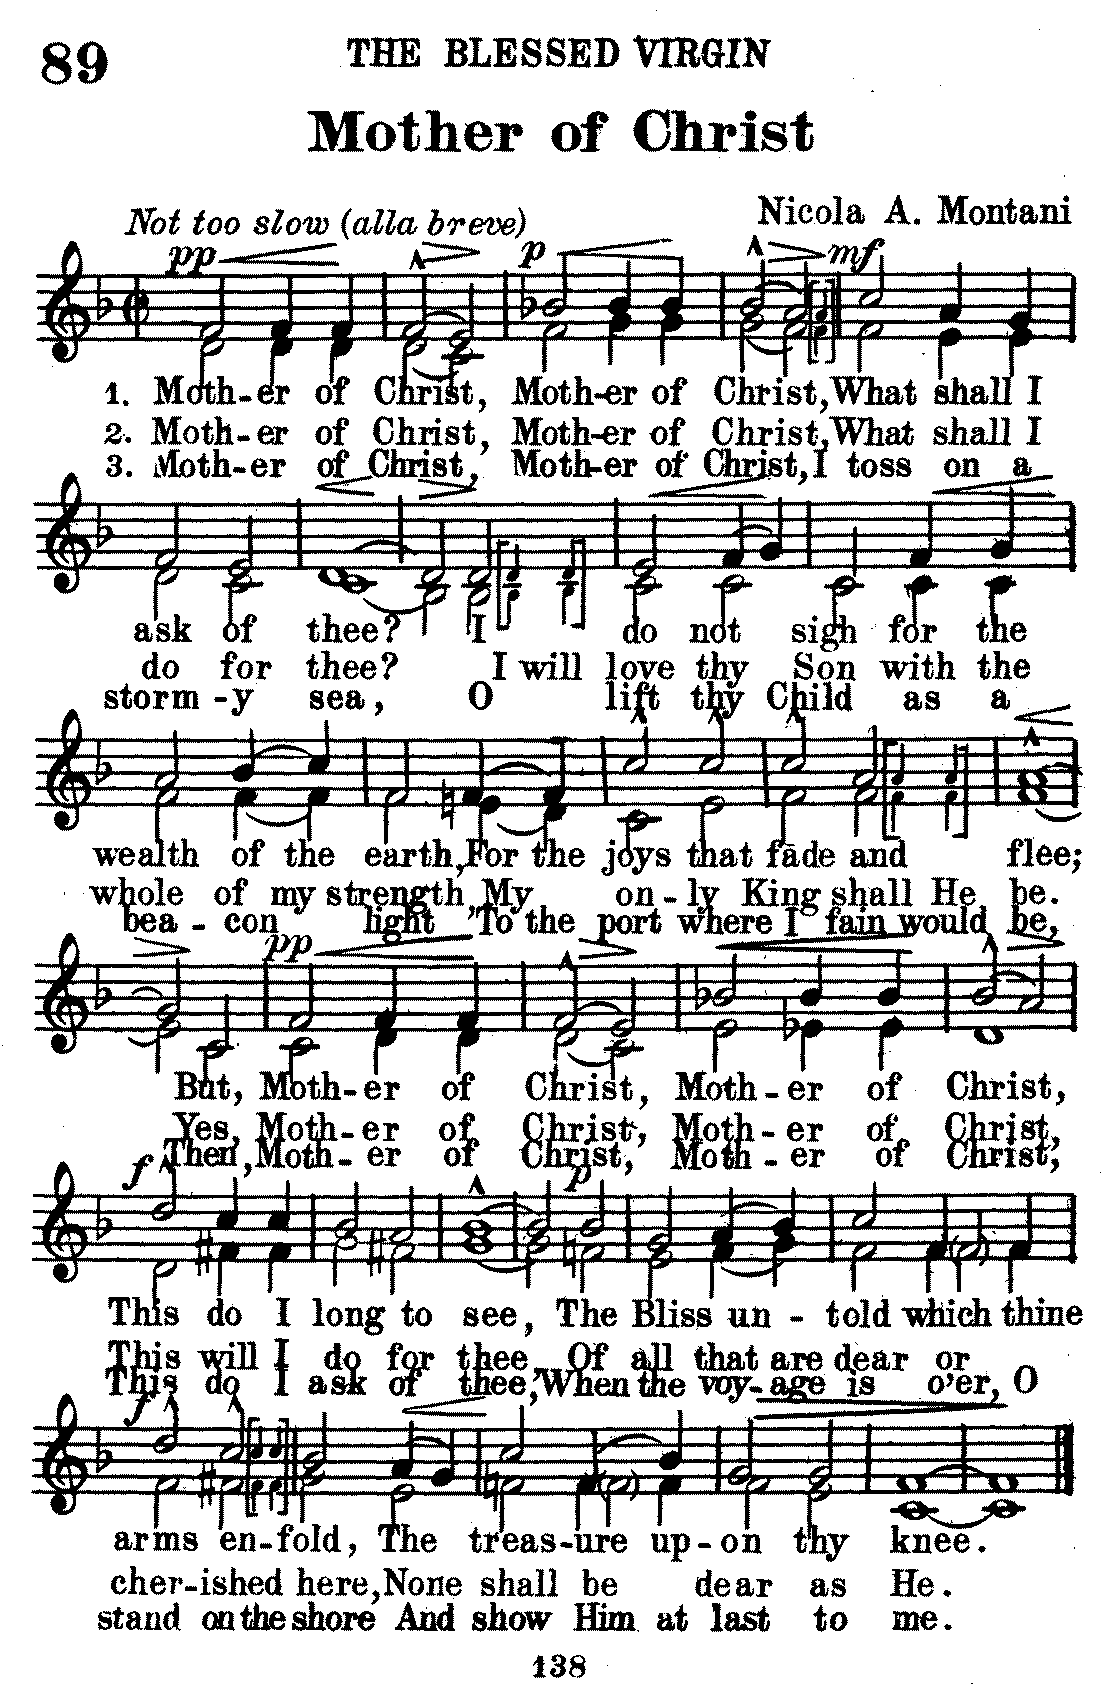 89
THE BLESSED VIRGIN
Mother of Christ
Nicola A. Montani
Not too slow (alla breve)
pp p mf
1. Moth-er of Christ, Moth-er of Christ, What shall I
2. Moth-er of Christ, Moth-er of Christ, What shall I
3. Moth-er of Christ, Moth-er of Christ, I toss on a
ask of thee? I do not sigh for the
do for thee? I will love thy Son with the
storm-y sea, O lift thy Child as a
wealth of the earth, For the joys that fade and flee;
whole of my strength My on-ly King shall He be.
bea-con light To the port where I fain would be,
pp
But, Moth-er of Christ, Moth-er of Christ,
Yes, Moth-er of Christ, Moth-er of Christ,
Then, Moth-er of Christ, Moth-er of Christ,
f p
This do I long to see, The Bliss un-told which thine
This will I do for thee, Of all that are dear or
This do I ask of thee, When the voy-age is o'er, O
f
arms en-fold, The treas-ure up-on thy knee.
cher-ished here, None shall be dear as He.
stand on the shore And show Him at last to me.
138